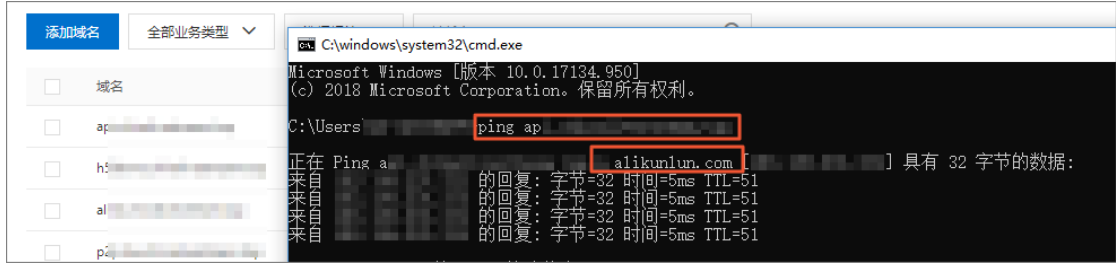 添加域名
全部业务类型
域名
ap
h5
al
p2
C:\windows\system32\cmd.exe
Microsoft Windows [版本 10.0.17134.950]
(c) 2018 Microsoft Corporation。保留所有权利。
C:\Users ping ap
正在 Ping a alikunlun.com [ ] 具有 32 字节的数据:
来自 的回复: 字节=32 时间=5ms TTL=51
来自 的回复: 字节=32 时间=5ms TTL=51
来自 的回复: 字节=32 时间=5ms TTL=51
来自 的回复: 字节=32 时间=5ms TTL=51